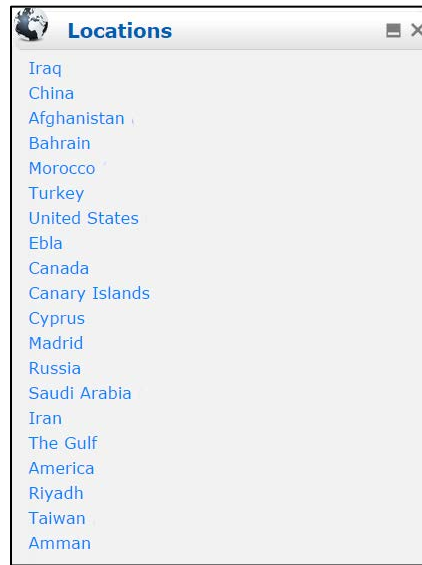 Locations
Iraq
China
Afghanistan
Bahrain
Morocco
Turkey
United States
Ebla
Canada
Canary Islands
Cyprus
Madrid
Russia
Saudi Arabia
Iran
The Gulf
America
Riyadh
Taiwan
Amman